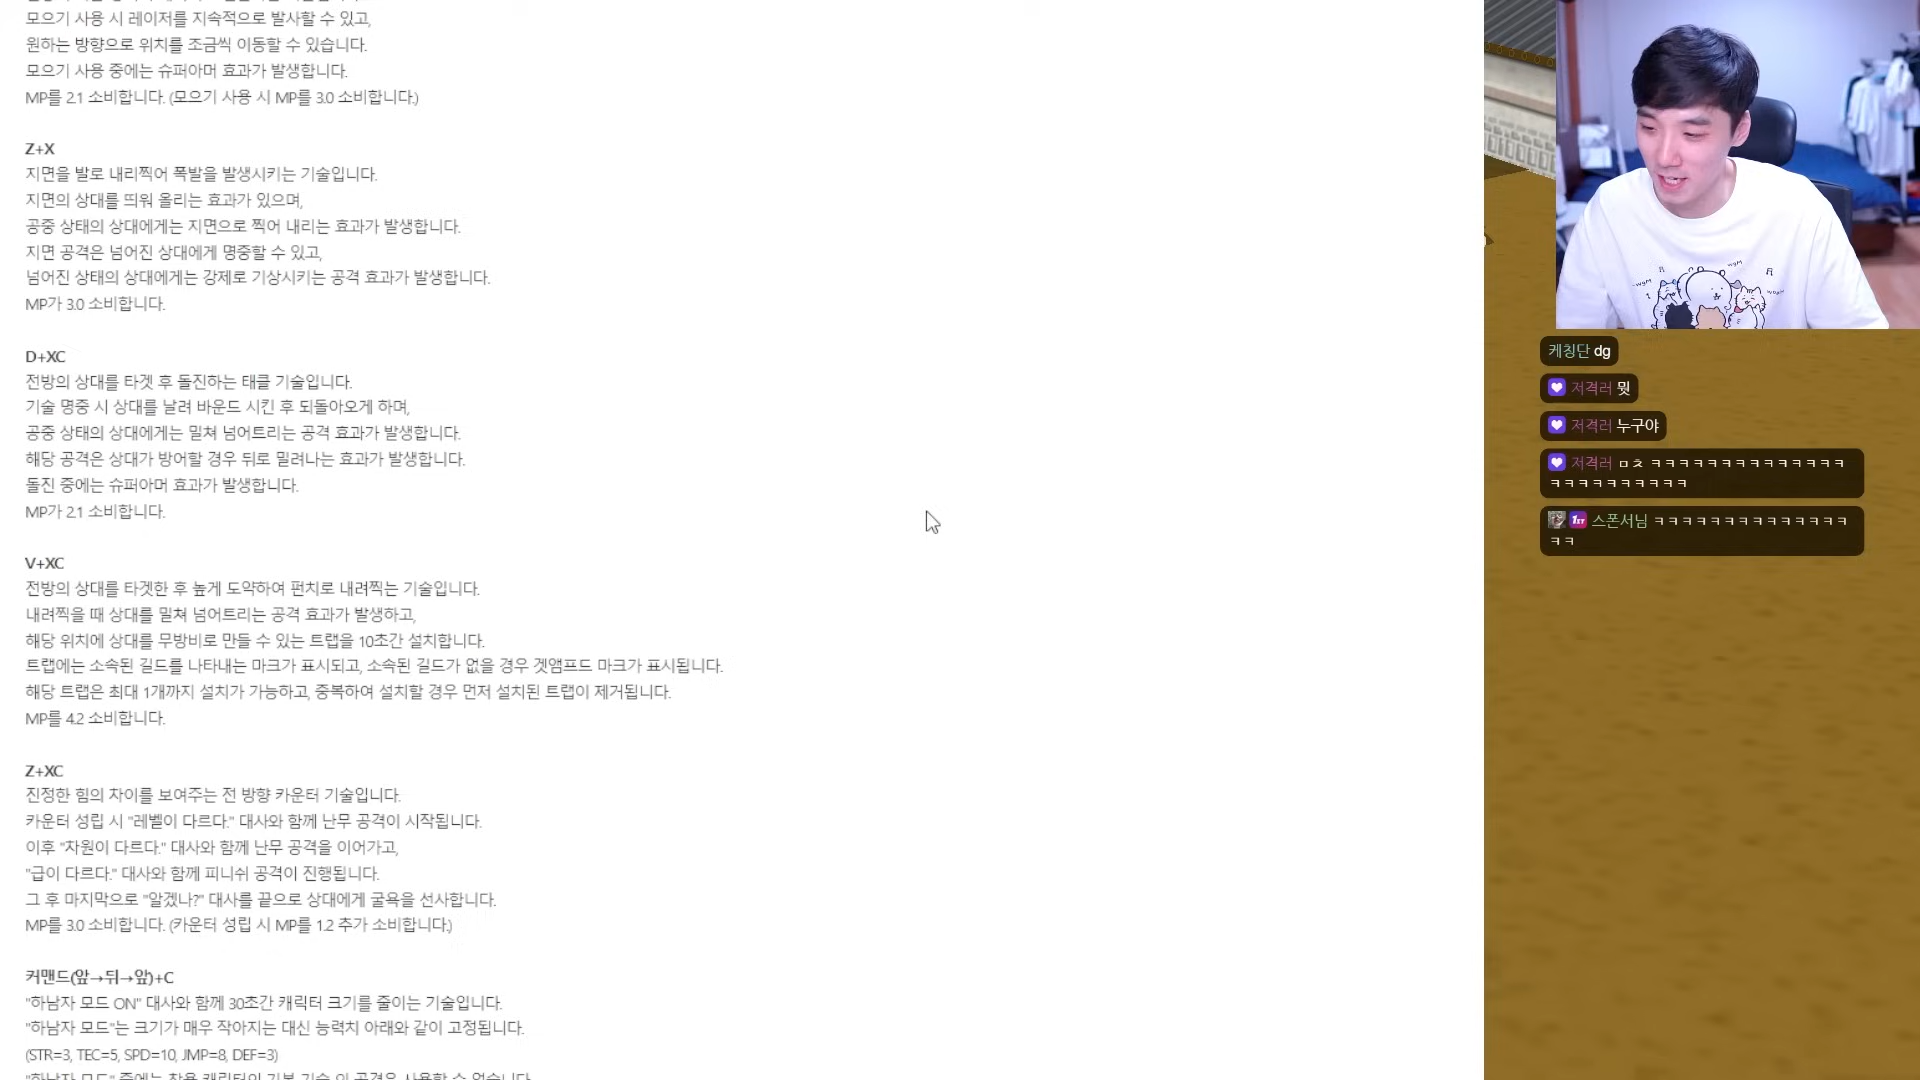 모으기 사용 시 레이저를 지속적으로 발사할 수 있고,
원하는 방향으로 위치를 조금씩 이동할 수 있습니다.
모으기 사용 중에는 슈퍼아머 효과가 발생합니다.
MP를 2.1 소비합니다. (모으기 사용 시 MP를 3.0 소비합니다.)
Z+X
지면을 발로 내리찍어 폭발을 발생시키는 기술입니다.
지면의 상대를 띄워 올리는 효과가 있으며,
공중 상태의 상대에게는 지면으로 찍어 내리는 효과가 발생합니다.
지면 공격은 넘어진 상대에게 명중할 수 있고,
넘어진 상태의 상대에게는 강제로 기상시키는 공격 효과가 발생합니다.
MP가 3.0 소비합니다.
D+XC
전방의 상대를 타겟 후 돌진하는 태클 기술입니다.
기술 명중 시 상대를 날려 바운드 시킨 후 되돌아오게 하며,
공중 상태의 상대에게는 밀쳐 넘어트리는 공격 효과가 발생합니다.
해당 공격은 상대가 방어할 경우 뒤로 밀려나는 효과가 발생합니다.
돌진 중에는 슈퍼아머 효과가 발생합니다.
MP가 2.1 소비합니다.
V+XC
전방의 상대를 타겟한 후 높게 도약하여 펀치로 내려찍는 기술입니다.
내려찍을 때 상대를 밀쳐 넘어트리는 공격 효과가 발생하고,
해당 위치에 상대를 무방비로 만들 수 있는 트랩을 10초간 설치합니다.
트랩에는 소속된 길드를 나타내는 마크가 표시되고, 소속된 길드가 없을 경우 겟앰프드 마크가 표시됩니다.
해당 트랩은 최대 1개까지 설치가 가능하고, 중복하여 설치할 경우 먼저 설치된 트랩이 제거됩니다.
MP를 4.2 소비합니다.
Z+XC
진정한 힘의 차이를 보여주는 전 방향 카운터 기술입니다.
카운터 성립 시 "레벨이 다르다." 대사와 함께 난무 공격이 시작됩니다.
이후 "차원이 다르다." 대사와 함께 난무 공격을 이어가고,
"급이 다르다." 대사와 함께 피니쉬 공격이 진행됩니다.
그 후 마지막으로 "알겠나?" 대사를 끝으로 상대에게 굴욕을 선사합니다.
MP를 3.0 소비합니다. (카운터 성립 시 MP를 1.2 추가 소비합니다.)
커맨드(앞→뒤→앞)+C
"하남자 모드 ON" 대사와 함께 30초간 캐릭터 크기를 줄이는 기술입니다.
"하남자 모드"는 크기가 매우 작아지는 대신 능력치 아래와 같이 고정됩니다.
(STR=3, TEC=5, SPD=10, JMP=8, DEF=3)
"하남자 모드" 중에는 착용 캐릭터의 기본 기술 외 공격을 사용할 수 없습니다.
케칭단 dg
저격러 뭣
저격러 누구야
저격러 ㅁㅊ ㅋㅋㅋㅋㅋㅋㅋㅋㅋㅋㅋㅋㅋㅋ
ㅋㅋㅋㅋㅋㅋㅋㅋㅋㅋ
스폰서님 ㅋㅋㅋㅋㅋㅋㅋㅋㅋㅋㅋㅋㅋㅋ
ㅋㅋ